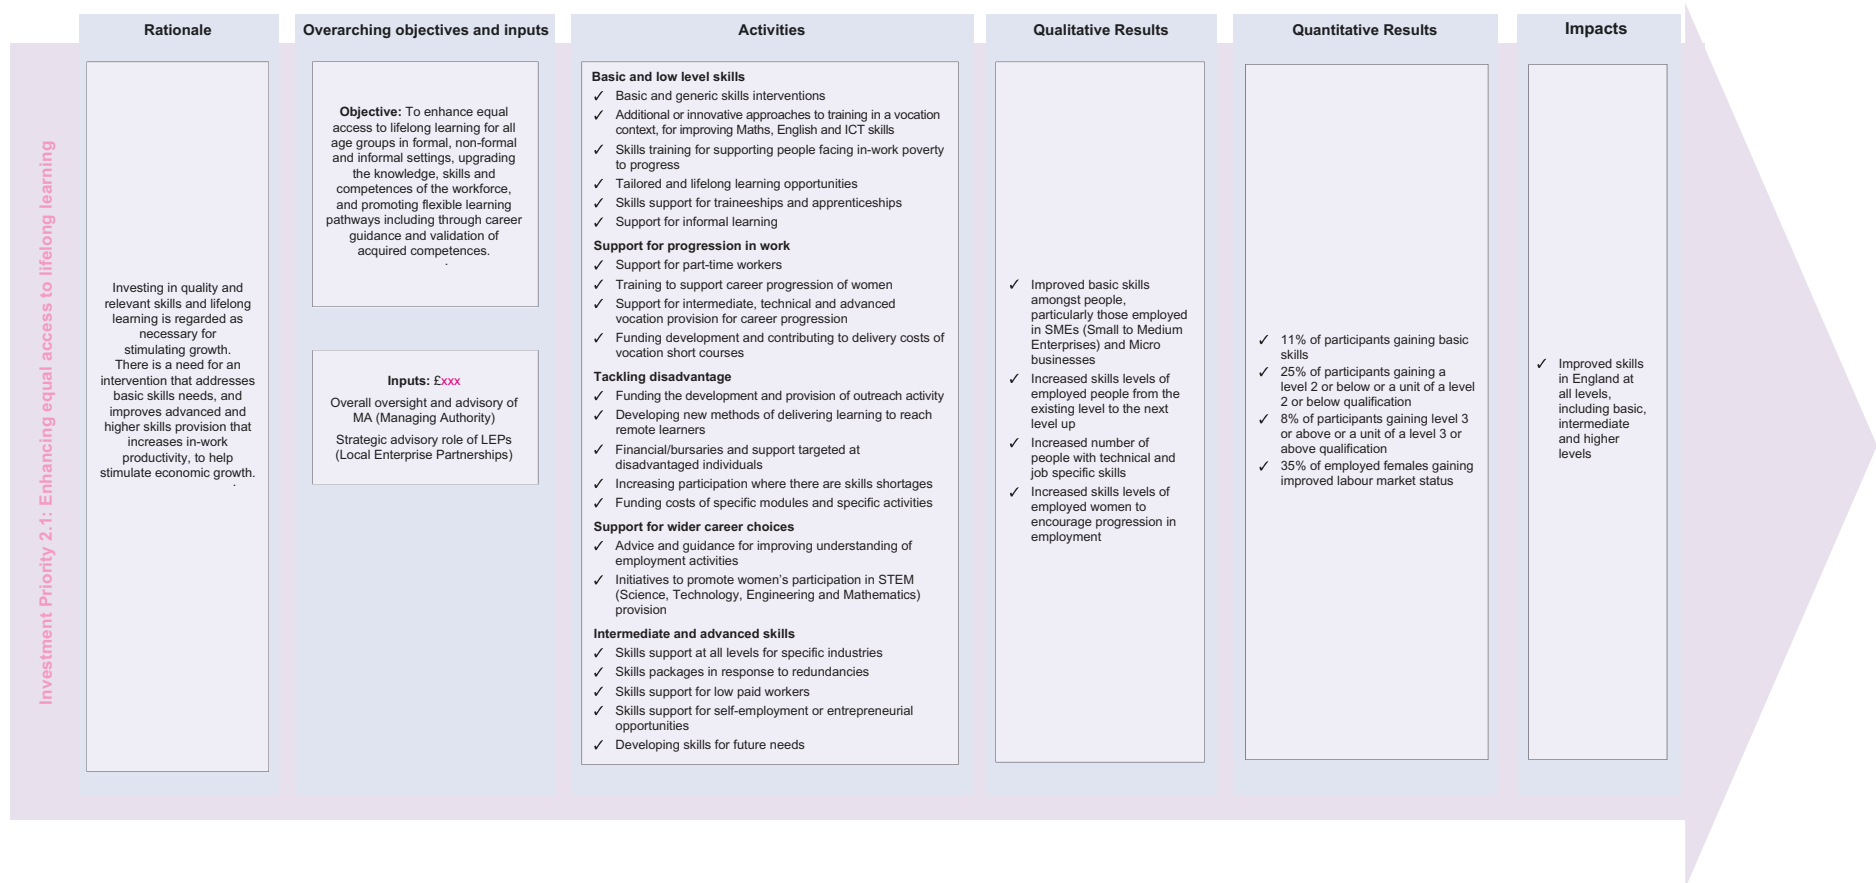 Investment Priority 2.1: Enhancing equal access to lifelong learning
Rationale
Investing in quality and
relevant skills and lifelong
learning is regarded as
necessary for
stimulating growth.
There is a need for an
intervention that addresses
basic skills needs, and
improves advanced and
higher skills provision that
increases in-work
productivity, to help
stimulate economic growth.
.
Overarching objectives and inputs
Objective: To enhance equal
access to lifelong learning for all
age groups in formal, non-formal
and informal settings, upgrading
the knowledge, skills and
competences of the workforce,
and promoting flexible learning
pathways including through career
guidance and validation of
acquired competences.
.
Inputs: £xxx
Overall oversight and advisory of
MA (Managing Authority)
Strategic advisory role of LEPs
(Local Enterprise Partnerships)
Activities
Basic and low level skills
✓ Basic and generic skills interventions
✓ Additional or innovative approaches to training in a vocation
context, for improving Maths, English and ICT skills
✓ Skills training for supporting people facing in-work poverty
to progress
✓ Tailored and lifelong learning opportunities
✓ Skills support for traineeships and apprenticeships
✓ Support for informal learning
Support for progression in work
✓ Support for part-time workers
✓ Training to support career progression of women
✓ Support for intermediate, technical and advanced
vocation provision for career progression
✓ Funding development and contributing to delivery costs of
vocation short courses
Tackling disadvantage
✓ Funding the development and provision of outreach activity
✓ Developing new methods of delivering learning to reach
remote learners
✓ Financial/bursaries and support targeted at
disadvantaged individuals
✓ Increasing participation where there are skills shortages
✓ Funding costs of specific modules and specific activities
Support for wider career choices
✓ Advice and guidance for improving understanding of
employment activities
✓ Initiatives to promote women's participation in STEM
(Science, Technology, Engineering and Mathematics)
provision
Intermediate and advanced skills
✓ Skills support at all levels for specific industries
✓ Skills packages in response to redundancies
✓ Skills support for low paid workers
✓ Skills support for self-employment or entrepreneurial
opportunities
✓ Developing skills for future needs
Qualitative Results
✓ Improved basic skills
amongst people,
particularly those employed
in SMEs (Small to Medium
Enterprises) and Micro
businesses
✓ Increased skills levels of
employed people from the
existing level to the next
level up
✓ Increased number of
people with technical and
job specific skills
✓ Increased skills levels of
employed women to
encourage progression in
employment
Quantitative Results
✓ 11% of participants gaining basic
skills
✓ 25% of participants gaining a
level 2 or below or a unit of a level
2 or below qualification
✓ 8% of participants gaining level 3
or above or a unit of a level 3 or
above qualification
✓ 35% of employed females gaining
improved labour market status
Impacts
✓ Improved skills
in England at
all levels,
including basic,
intermediate
and higher
levels